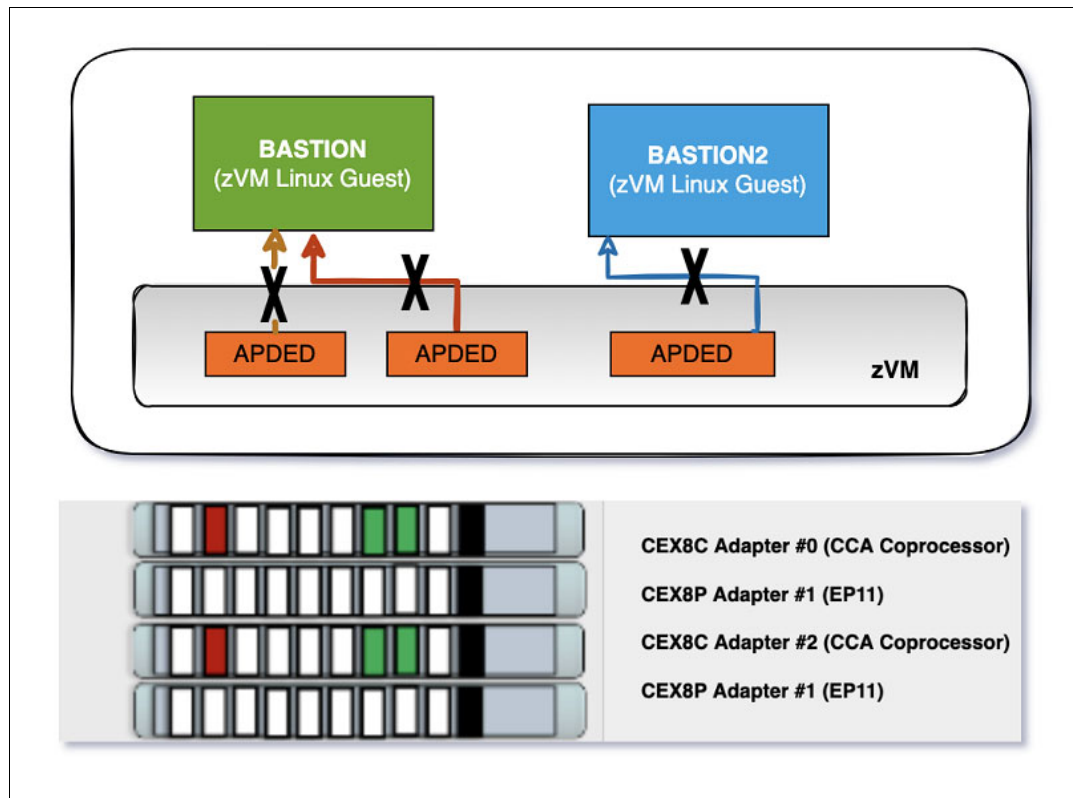 BASTION
(zVM Linux Guest)
BASTION2
(zVM Linux Guest)
X
X
X
APDED
APDED
APDED
zVM
CEX8C Adapter #0 (CCA Coprocessor)
CEX8P Adapter #1 (EP11)
CEX8C Adapter #2 (CCA Coprocessor)
CEX8P Adapter #1 (EP11)